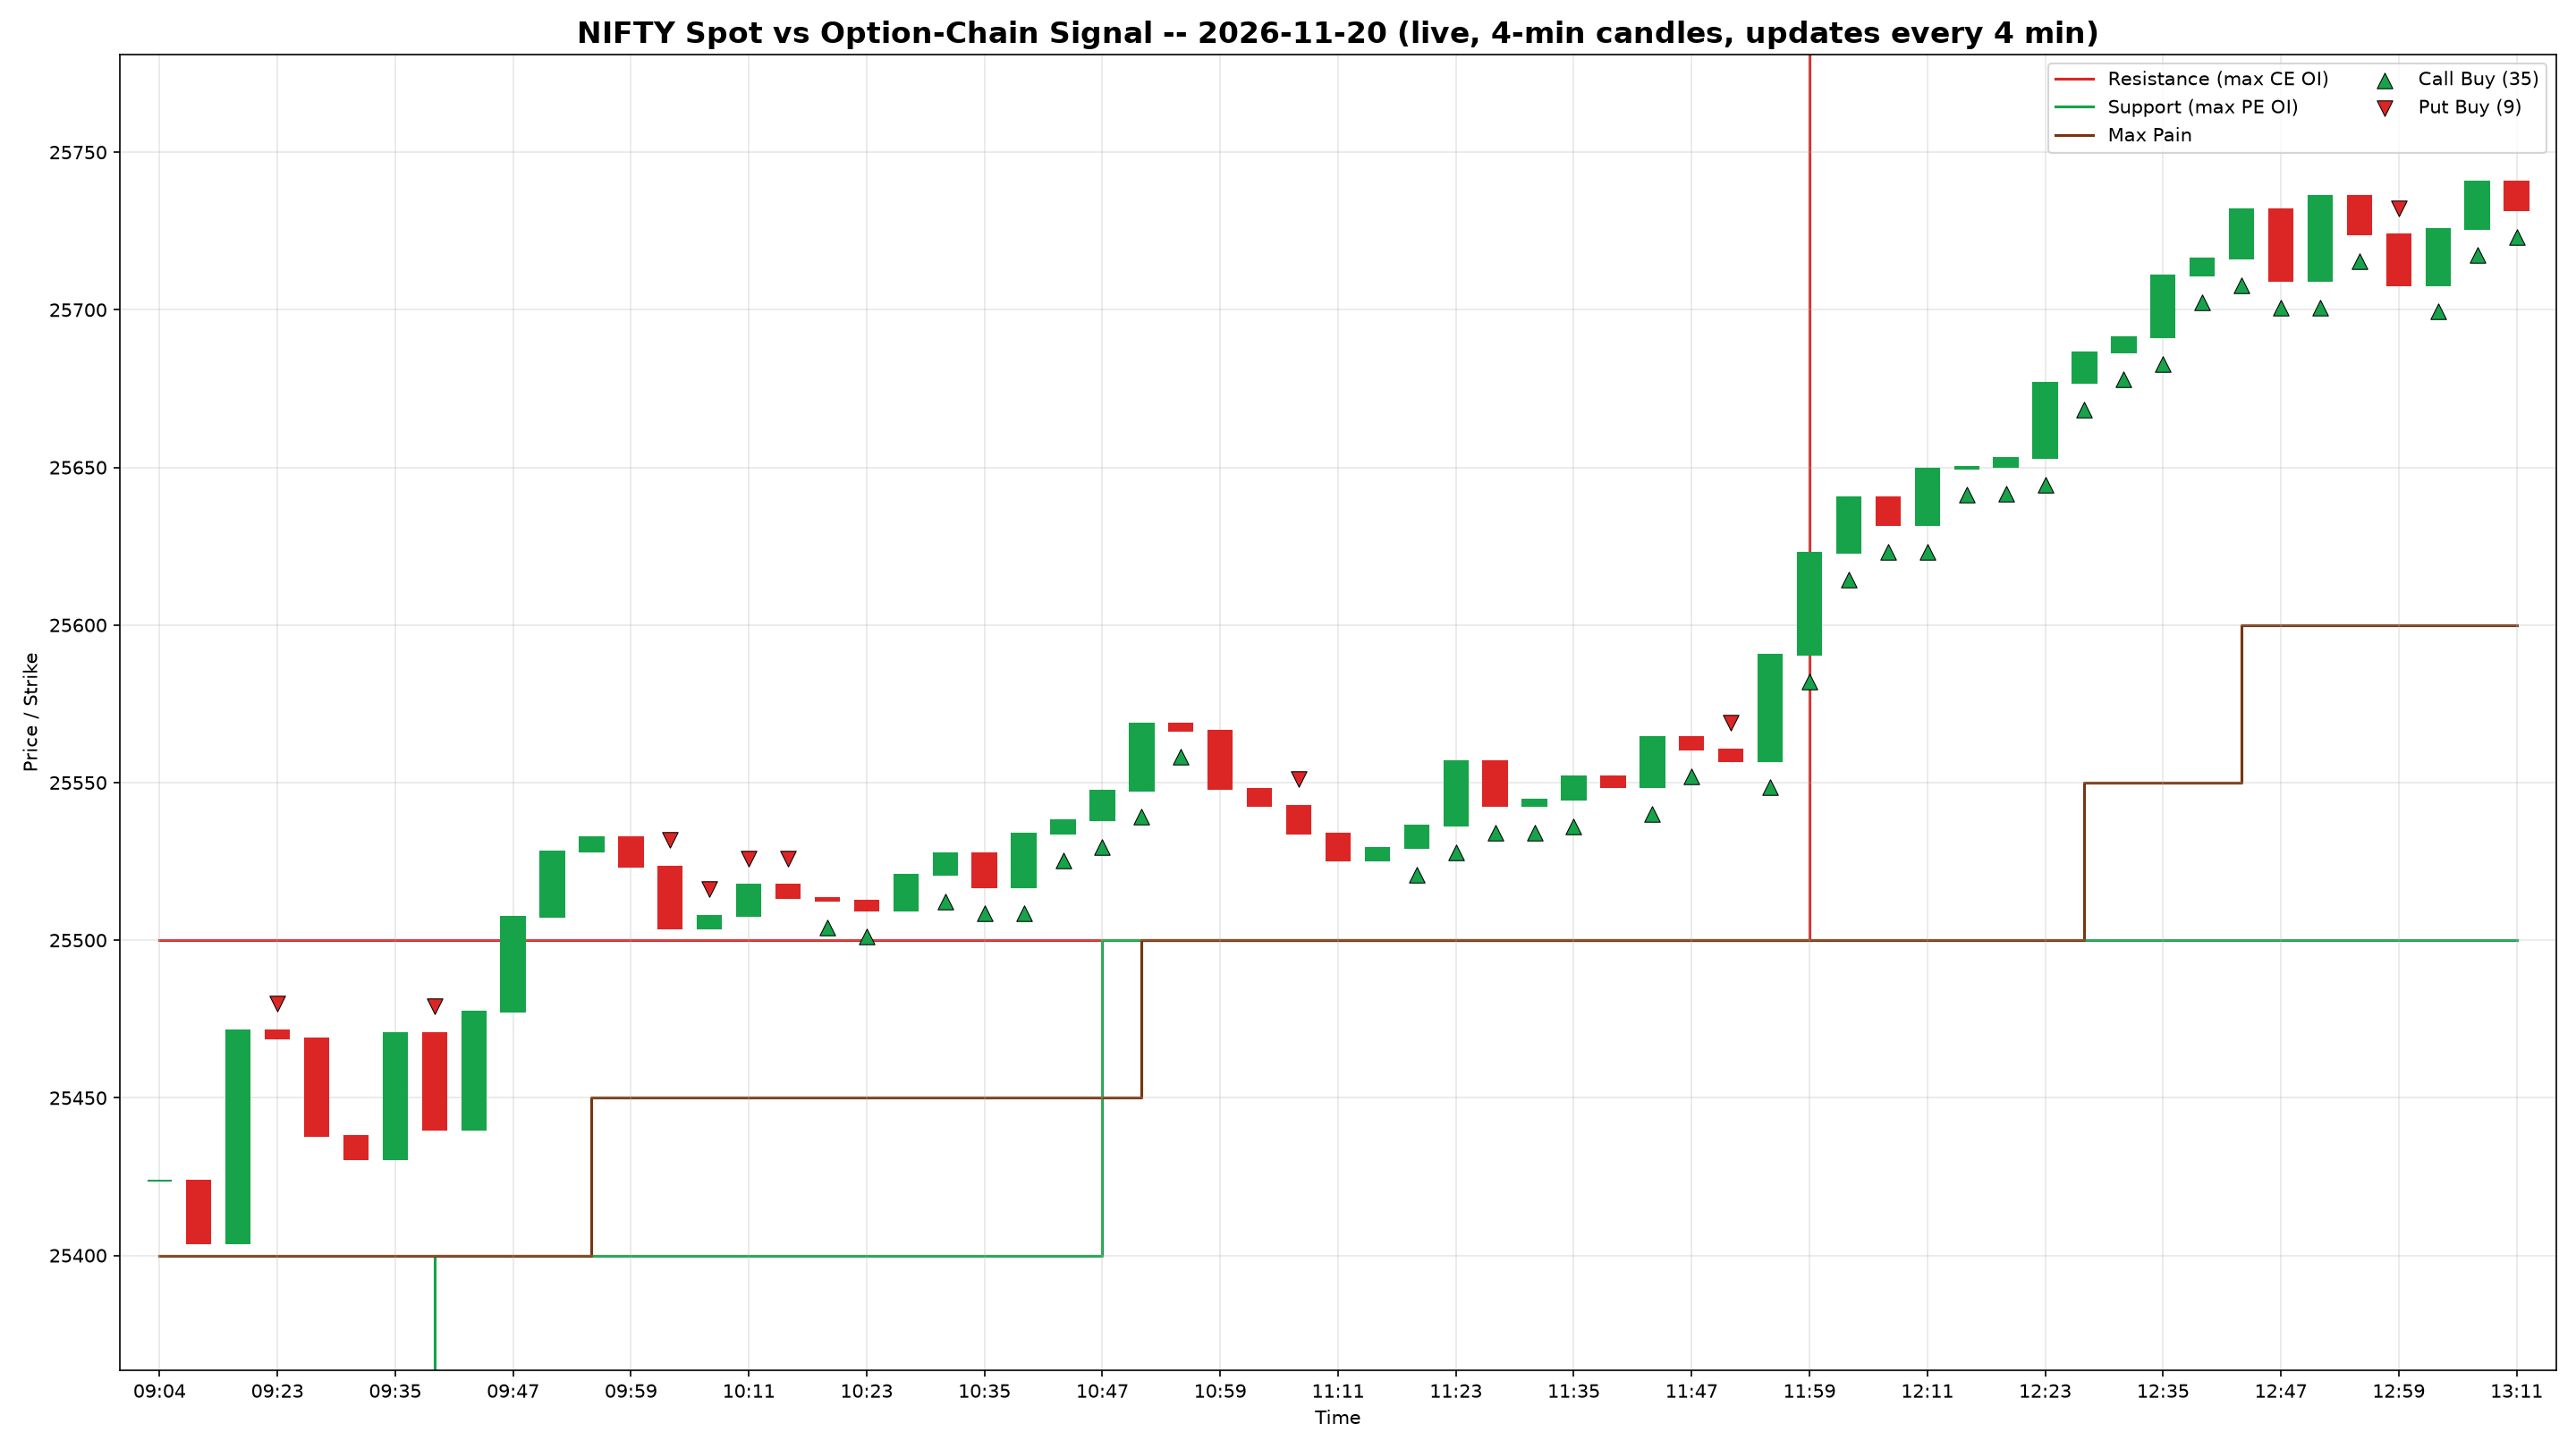 NIFTY Spot vs Option-Chain Signal -- 2026-11-20 (live, 4-min candles, updates every 4 min)
Resistance (max CE OI)
Support (max PE OI)
Max Pain
Call Buy (35)
Put Buy (9)
Price / Strike
25750
25700
25650
25600
25550
25500
25450
25400
09:04 09:23 09:35 09:47 09:59 10:11 10:23 10:35 10:47 10:59 11:11 11:23 11:35 11:47 11:59 12:11 12:23 12:35 12:47 12:59 13:11
Time